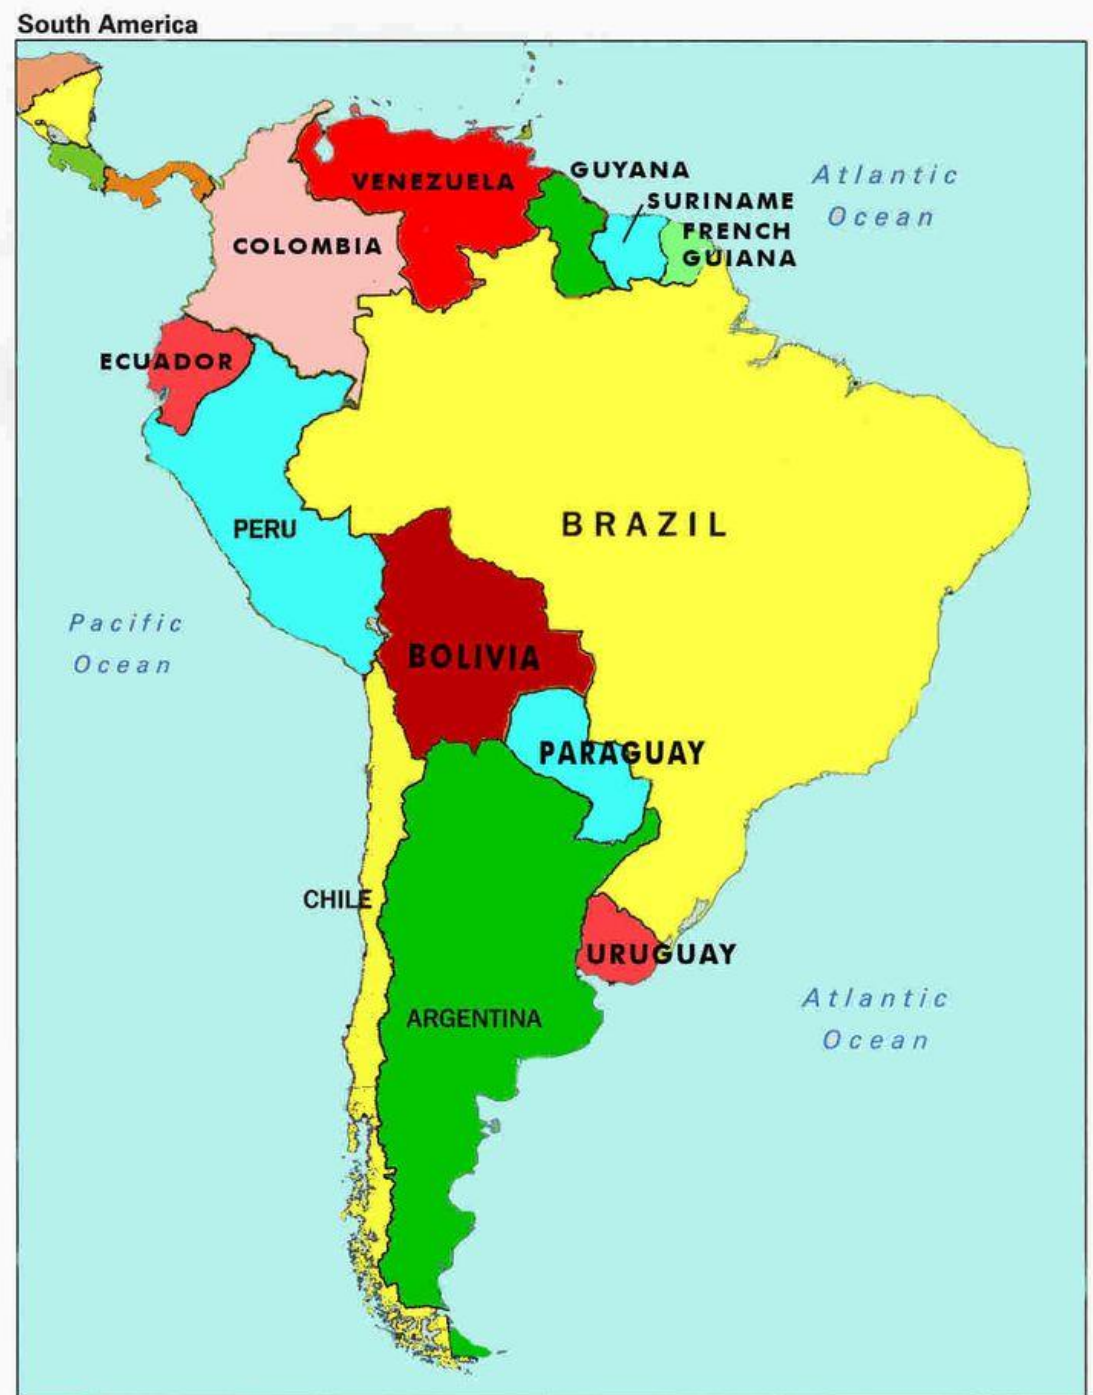 South America
VENEZUELA
GUYANA
SURINAME
FRENCH
GUIANA
Atlantic
Ocean
COLOMBIA
ECUADOR
PERU
BRAZIL
Pacific
Ocean
BOLIVIA
PARAGUAY
CHILE
URUGUAY
ARGENTINA
Atlantic
Ocean